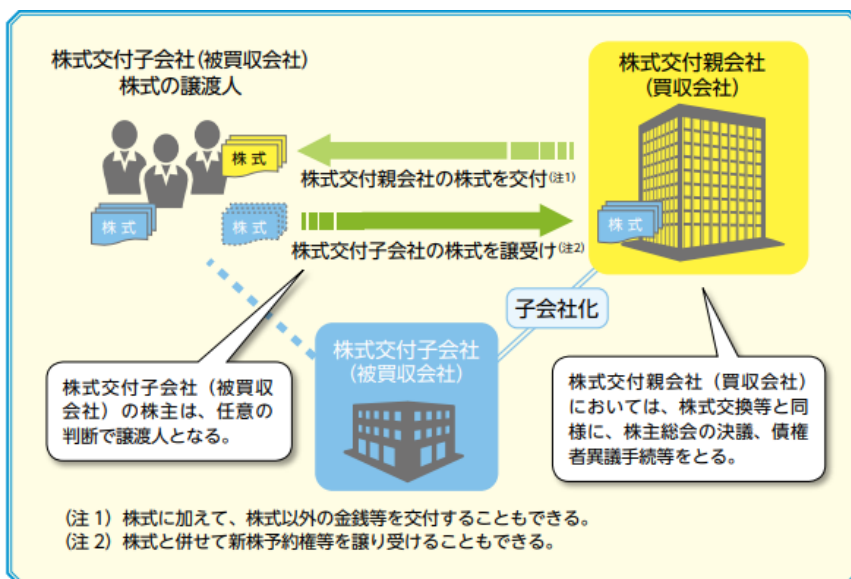 株式交付子会社(被買収会社)
株式の譲渡人
株式交付親会社
(買収会社)
株式
株式交付親会社の株式を交付(注1)
株式
株式
株式
株式交付子会社の株式を譲受け(注2)
子会社化
株式交付子会社
(被買収会社)
株式交付子会社（被買収
会社）の株主は、任意の
判断で譲渡人となる。
株式交付親会社（買収会社）
においては、株式交換等と同
様に、株主総会の決議、債権
者異議手続等をとる。
（注１）株式に加えて、株式以外の金銭等を交付することもできる。
（注２）株式と併せて新株予約権等を譲り受けることもできる。